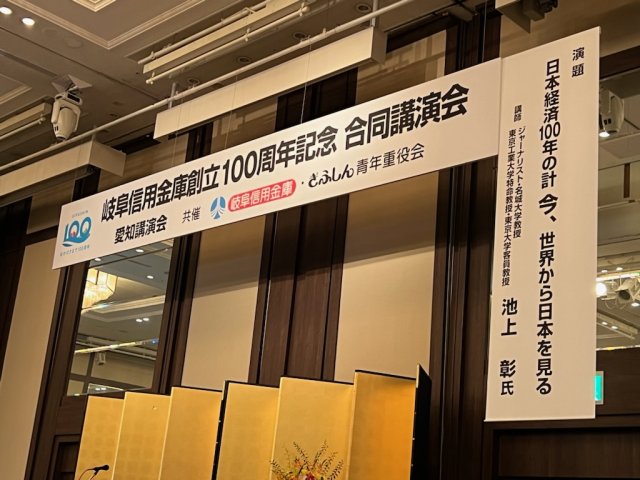 岐阜信用金庫創立100周年記念 合同講演会
100
愛知講演会 共催 岐阜信用金庫・ぎふしん青年重役会
演題
日本経済100年の計 今、世界から日本を見る
講師 ジャーナリスト・名城大学教授
東京工業大学特命教授・東京大学客員教授
池上 彰氏